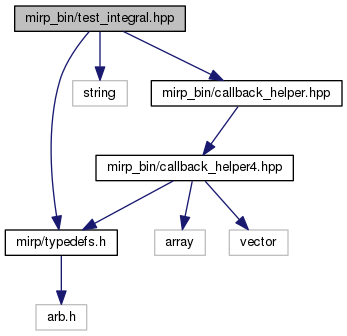 mirp_bin/test_integral.hpp
string
mirp_bin/callback_helper.hpp
mirp_bin/callback_helper4.hpp
mirp/typedefs.h
array
vector
arb.h